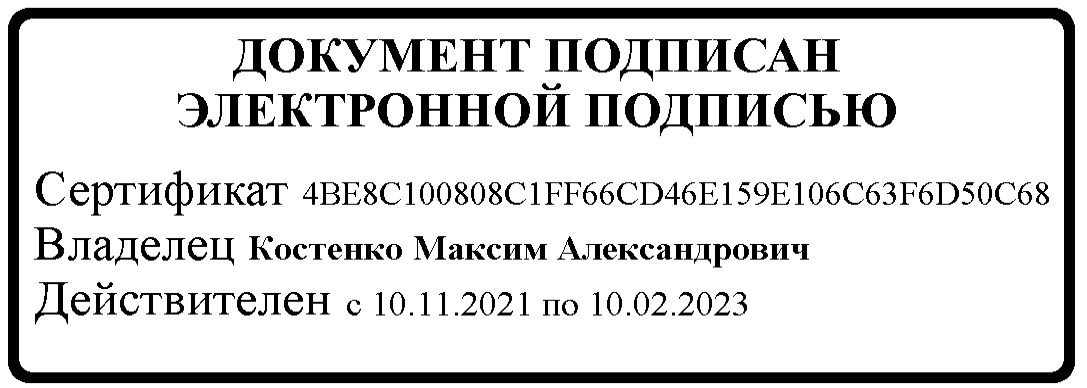 ДОКУМЕНТ ПОДПИСАН
ЭЛЕКТРОННОЙ ПОДПИСЬЮ
Сертификат 4BE8C100808C1FF66CD46E159E106C63F6D50C68
Владелец Костенко Максим Александрович
Действителен с 10.11.2021 по 10.02.2023